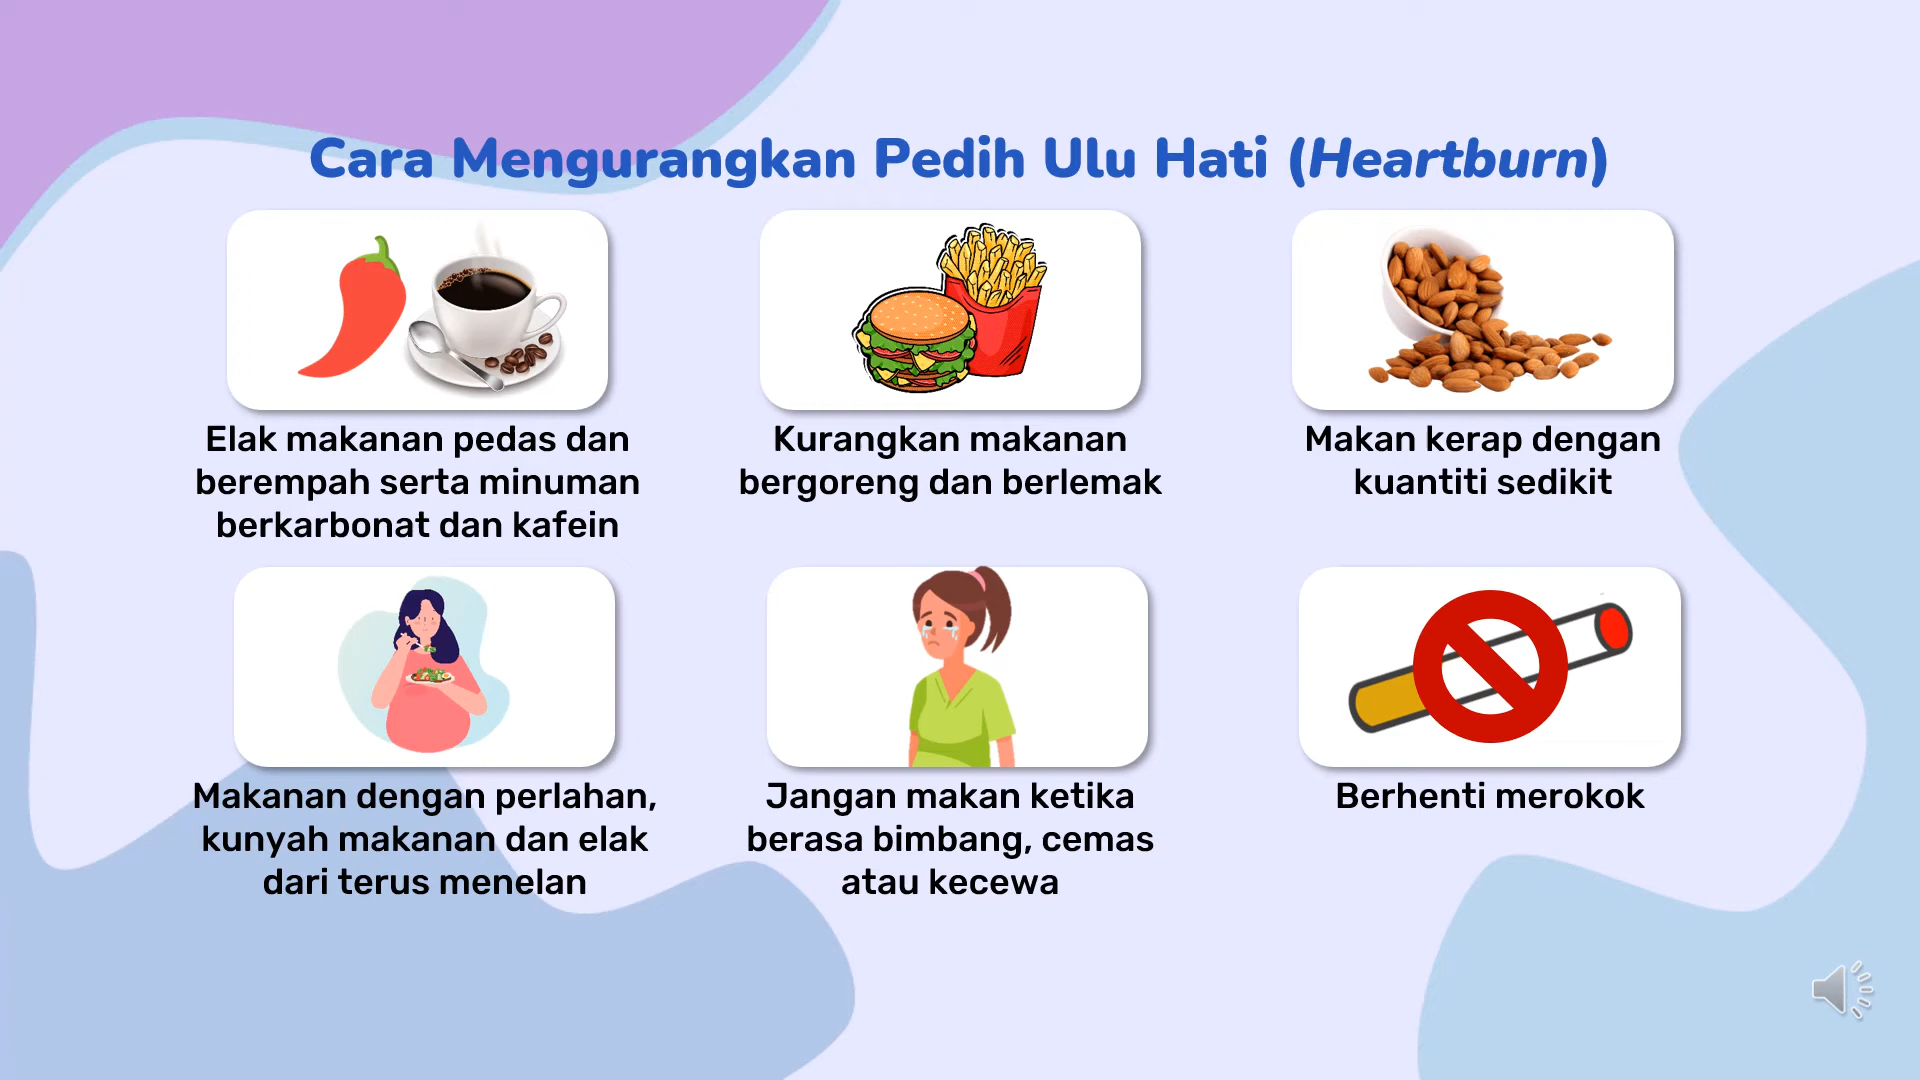 Cara Mengurangkan Pedih Ulu Hati (Heartburn)
Elak makanan pedas dan
berempah serta minuman
berkarbonat dan kafein
Kurangkan makanan
bergoreng dan berlemak
Makan kerap dengan
kuantiti sedikit
Makanan dengan perlahan,
kunyah makanan dan elak
dari terus menelan
Jangan makan ketika
berasa bimbang, cemas
atau kecewa
Berhenti merokok